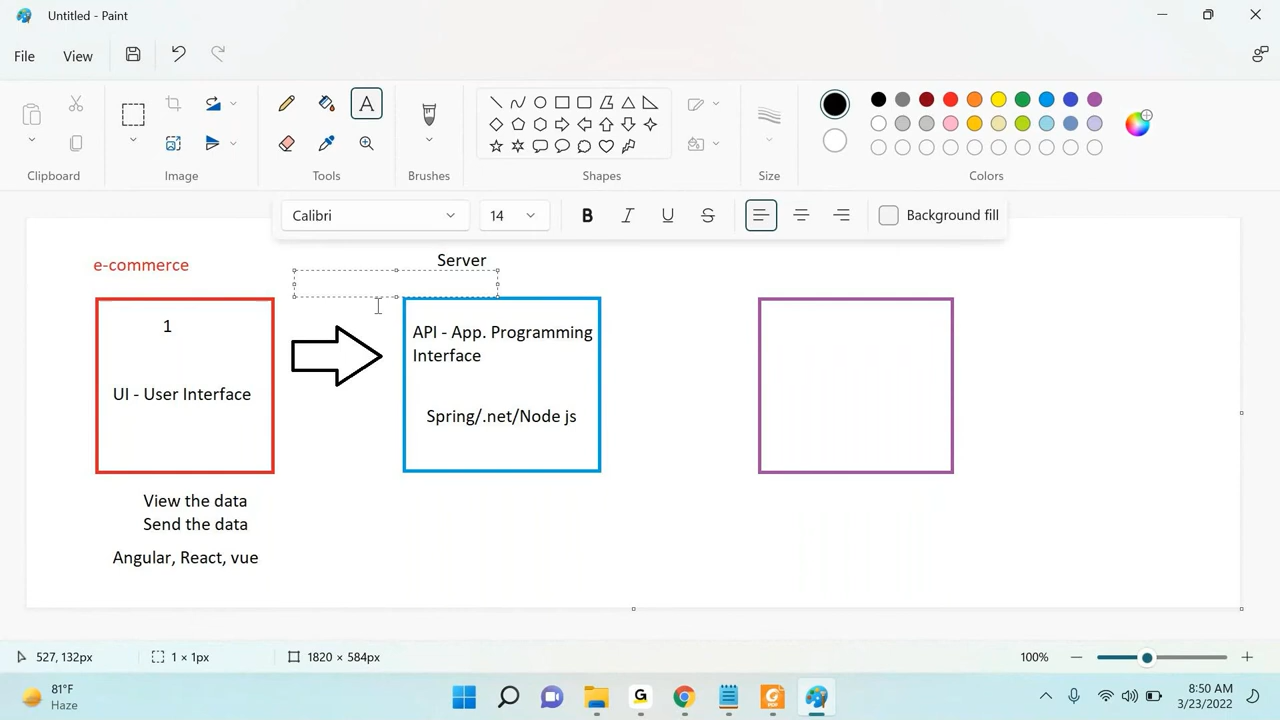 Untitled - Paint
File
View
Clipboard
Image
Tools
Brushes
Shapes
Size
Colors
Calibri
14
B
I
U
S
Background fill
e-commerce
Server
1
UI - User Interface
API - App. Programming
Interface
Spring/.net/Node js
View the data
Send the data
Angular, React, vue
527, 132px
1 × 1px
1820 × 584px
100%
81°F
Haze
8:50 AM
3/23/2022